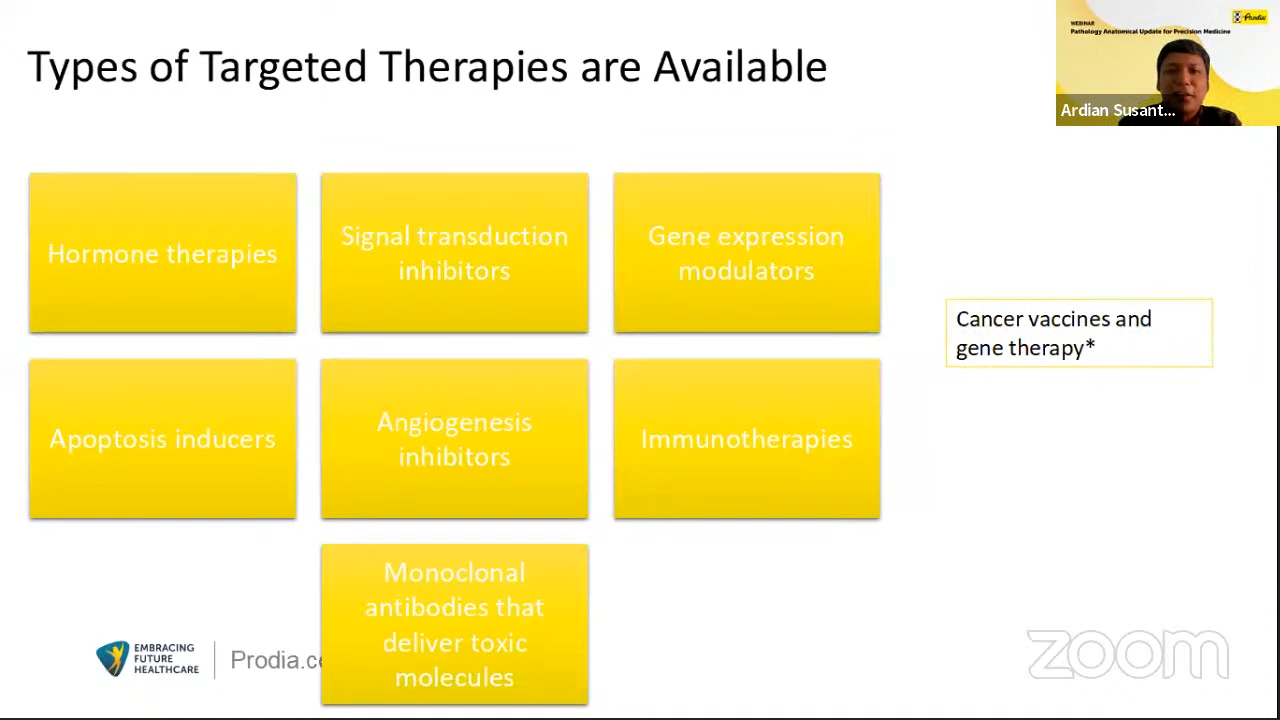 Types of Targeted Therapies are Available
WEBINAR
Pathology Anatomical Update for Precision Medicine
Prodia
Ardian Susant...
Hormone therapies
Signal transduction
inhibitors
Gene expression
modulators
Cancer vaccines and
gene therapy*
Apoptosis inducers
Angiogenesis
inhibitors
Immunotherapies
Monoclonal
antibodies that
deliver toxic
molecules
EMBRACING
FUTURE
HEALTHCARE
Prodia.ce
zoom